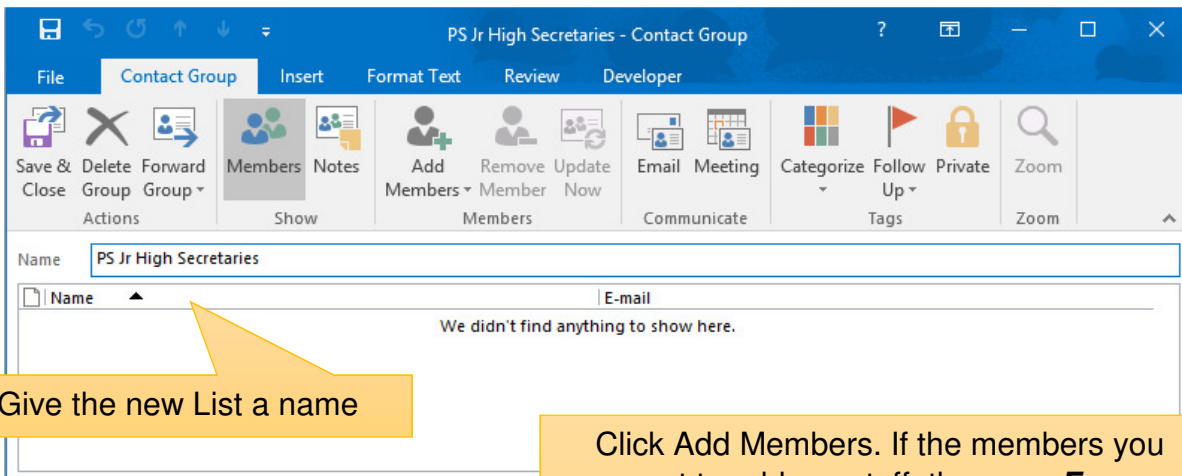 PS Jr High Secretaries - Contact Group ?
File Contact Group Insert Format Text Review Developer
Save & Close Delete Group Forward Group Members Notes Add Members Remove Member Update Now Email Meeting Categorize Follow Up Private Zoom
Actions Show Members Communicate Tags Zoom
Name PS Jr High Secretaries
Name E-mail
We didn't find anything to show here.
Give the new List a name
Click Add Members. If the members you